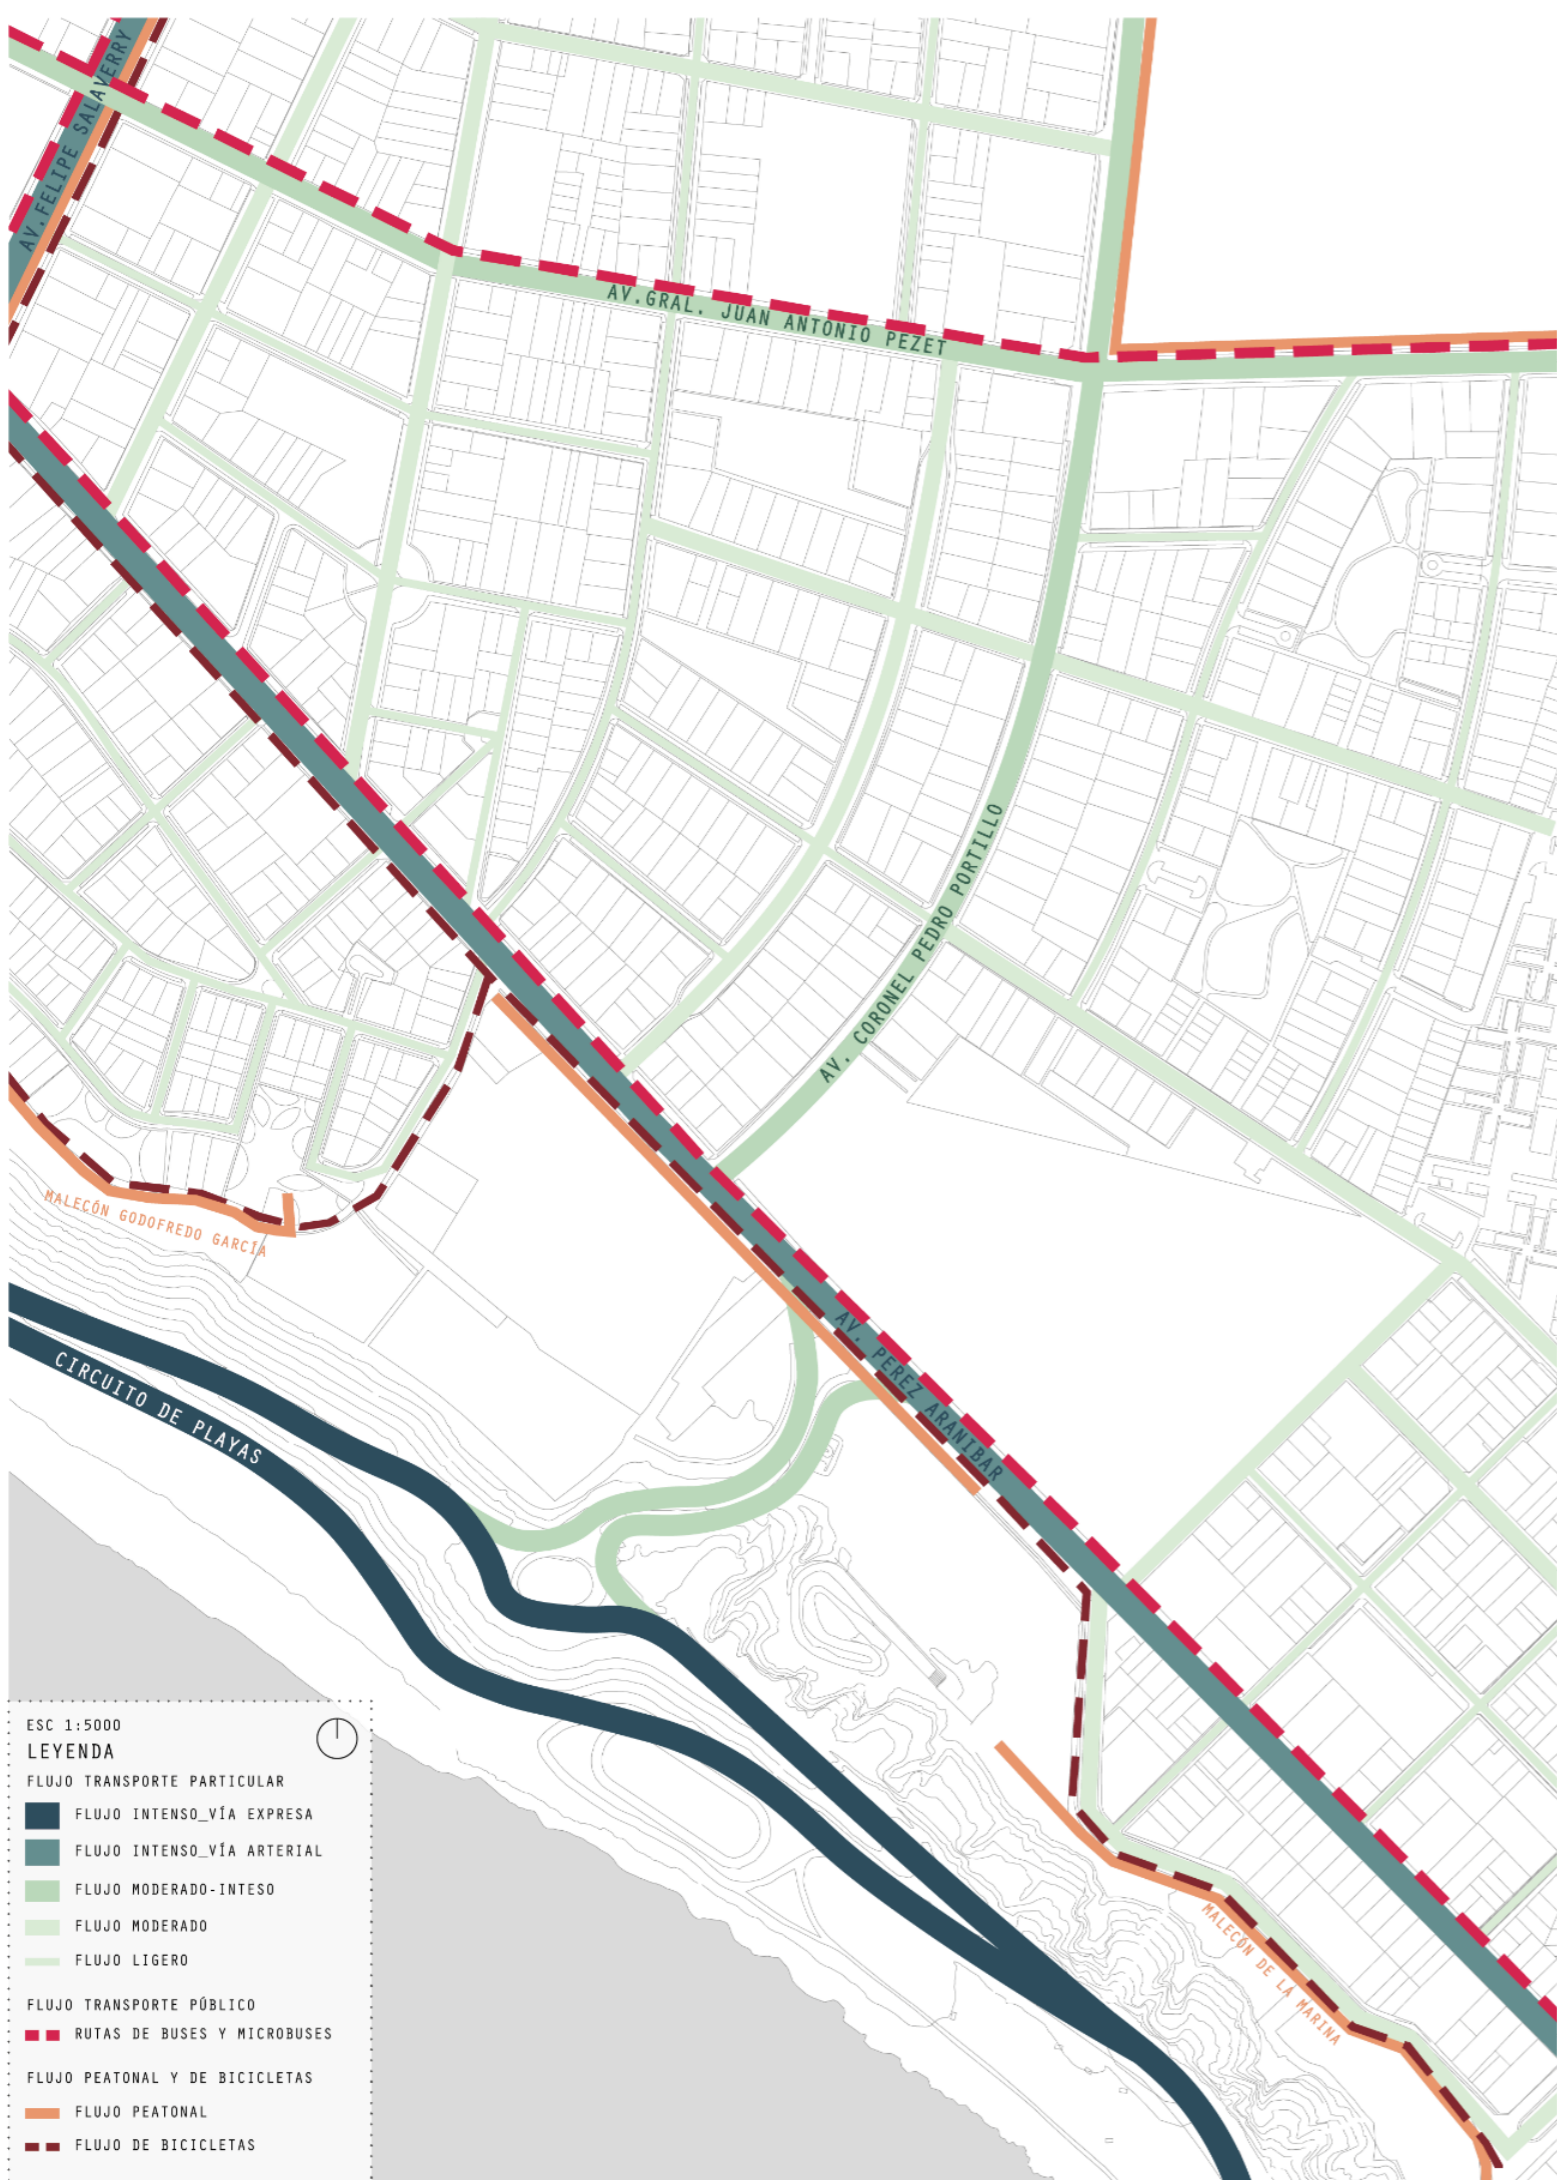 AV.FELIPE SALAVERRY
AV.GRAL. JUAN ANTONIO PEZET
AV. CORONEL PEDRO PORTILLO
MALECÓN GODOFREDO GARCÍA
CIRCUITO DE PLAYAS
AV. PEREZ ARANIBAR
MALECÓN DE LA MARINA
ESC 1:5000
LEYENDA
FLUJO TRANSPORTE PARTICULAR
FLUJO INTENSO_VÍA EXPRESA
FLUJO INTENSO_VÍA ARTERIAL
FLUJO MODERADO-INTESO
FLUJO MODERADO
FLUJO LIGERO
FLUJO TRANSPORTE PÚBLICO
RUTAS DE BUSES Y MICROBUSES
FLUJO PEATONAL Y DE BICICLETAS
FLUJO PEATONAL
FLUJO DE BICICLETAS